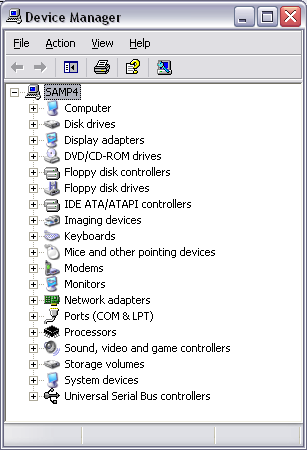 Device Manager
File Action View Help
SAMP4
Computer
Disk drives
Display adapters
DVD/CD-ROM drives
Floppy disk controllers
Floppy disk drives
IDE ATA/ATAPI controllers
Imaging devices
Keyboards
Mice and other pointing devices
Modems
Monitors
Network adapters
Ports (COM & LPT)
Processors
Sound, video and game controllers
Storage volumes
System devices
Universal Serial Bus controllers